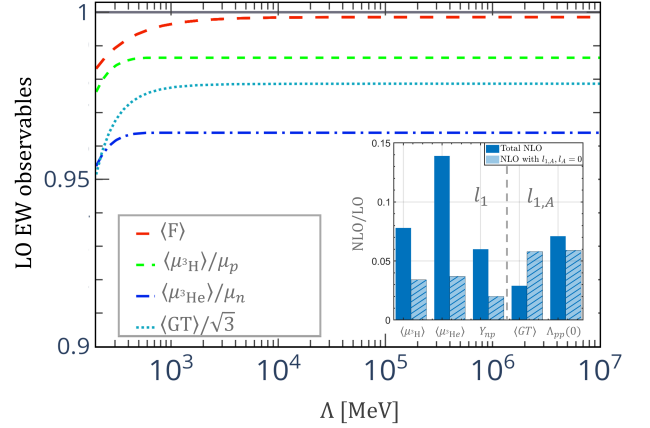 1
0.95
0.9
LO EW observables
10³
10⁴
10⁵
10⁶
10⁷
Λ [MeV]
⟨F⟩
⟨μ³H⟩/μp
⟨μ³He⟩/μn
⟨GT⟩/√3
0.15
0.1
0.05
0
NLO/LO
Total NLO
NLO with l1,A, lA = 0
l1
l1,A
⟨μ³H⟩
⟨μ³He⟩
Ynp
⟨GT⟩
Λpp(0)